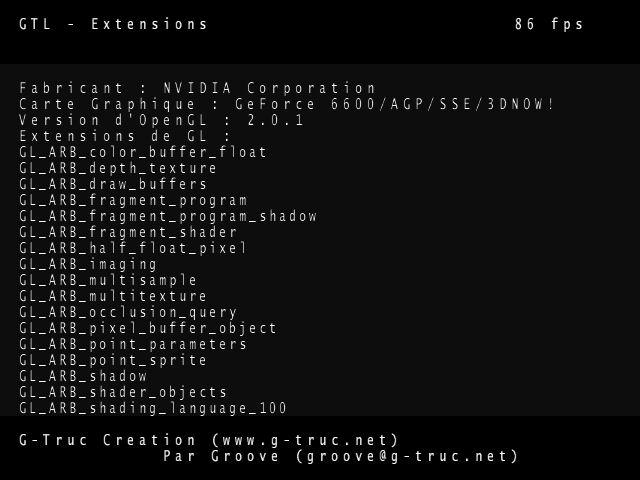 GTL - Extensions 86 fps
Fabricant : NVIDIA Corporation
Carte Graphique : GeForce 6600/AGP/SSE/3DNOW!
Version d'OpenGL : 2.0.1
Extensions de GL :
GL_ARB_color_buffer_float
GL_ARB_depth_texture
GL_ARB_draw_buffers
GL_ARB_fragment_program
GL_ARB_fragment_program_shadow
GL_ARB_fragment_shader
GL_ARB_half_float_pixel
GL_ARB_imaging
GL_ARB_multisample
GL_ARB_multitexture
GL_ARB_occlusion_query
GL_ARB_pixel_buffer_object
GL_ARB_point_parameters
GL_ARB_point_sprite
GL_ARB_shadow
GL_ARB_shader_objects
GL_ARB_shading_language_100
G-Truc Creation (www.g-truc.net)
Par Groove (groove@g-truc.net)